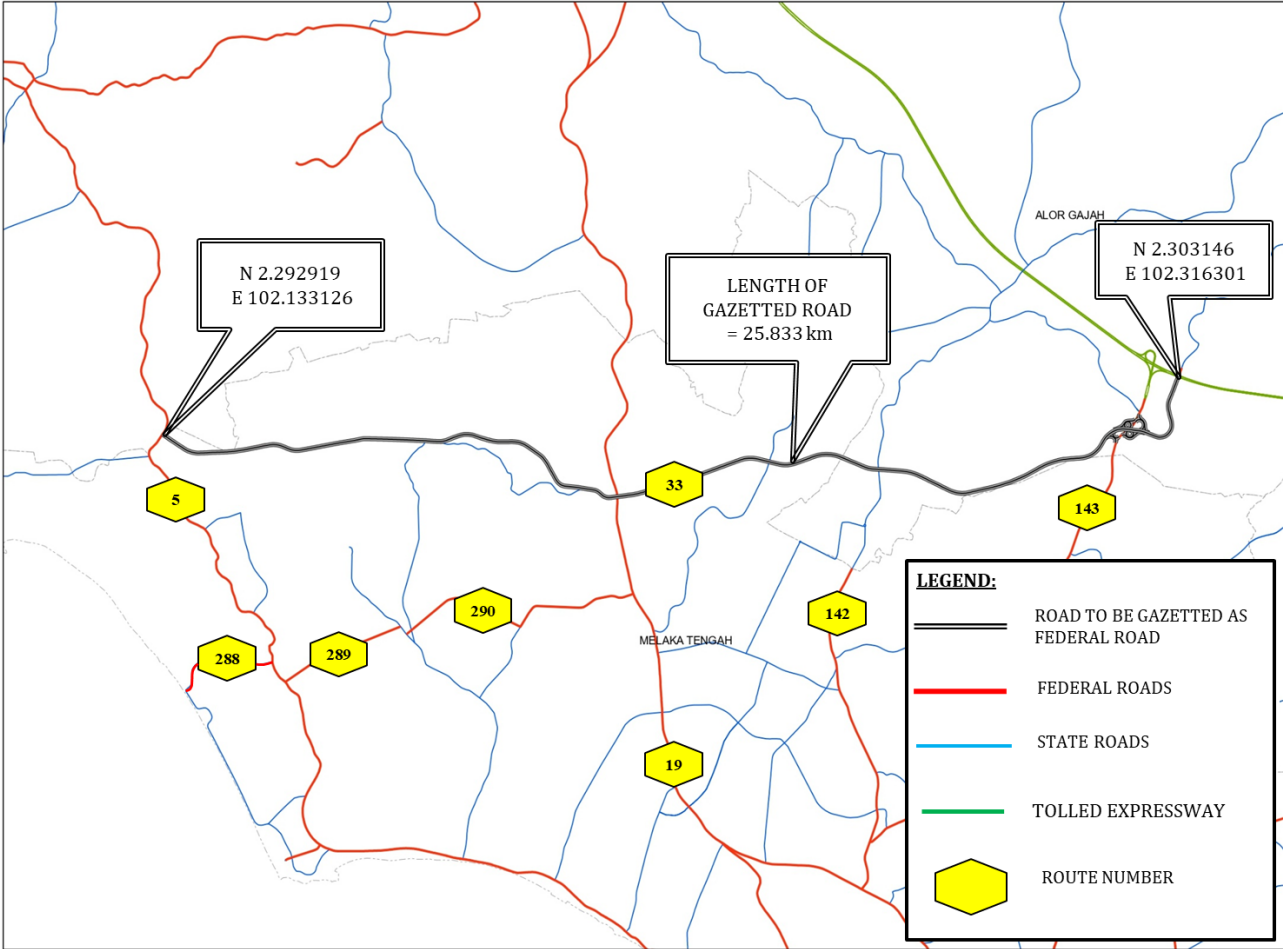 ALOR GAJAH
N 2.292919
E 102.133126
LENGTH OF
GAZETTED ROAD
= 25.833 km
N 2.303146
E 102.316301
5
33
143
290
142
MELAKA TENGAH
288
289
19
LEGEND:
ROAD TO BE GAZETTED AS
FEDERAL ROAD
FEDERAL ROADS
STATE ROADS
TOLLED EXPRESSWAY
ROUTE NUMBER